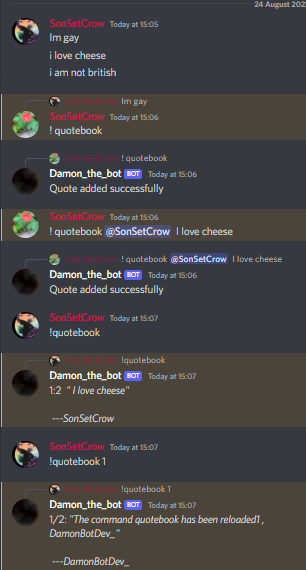 24 August 202
SonSetCrow Today at 15:05
Im gay
i love cheese
i am not british
Im gay
SonSetCrow Today at 15:06
! quotebook
! quotebook
Damon_the_bot BOT Today at 15:06
Quote added successfully
SonSetCrow Today at 15:06
! quotebook @SonSetCrow I love cheese
! quotebook @SonSetCrow I love cheese
Damon_the_bot BOT Today at 15:06
Quote added successfully
SonSetCrow Today at 15:07
!quotebook
!quotebook
Damon_the_bot BOT Today at 15:07
1:2 " I love cheese"
---SonSetCrow
SonSetCrow Today at 15:07
!quotebook 1
!quotebook 1
Damon_the_bot BOT Today at 15:07
1/2: "The command quotebook has been reloaded1 ,
DamonBotDev_"
---DamonBotDev_